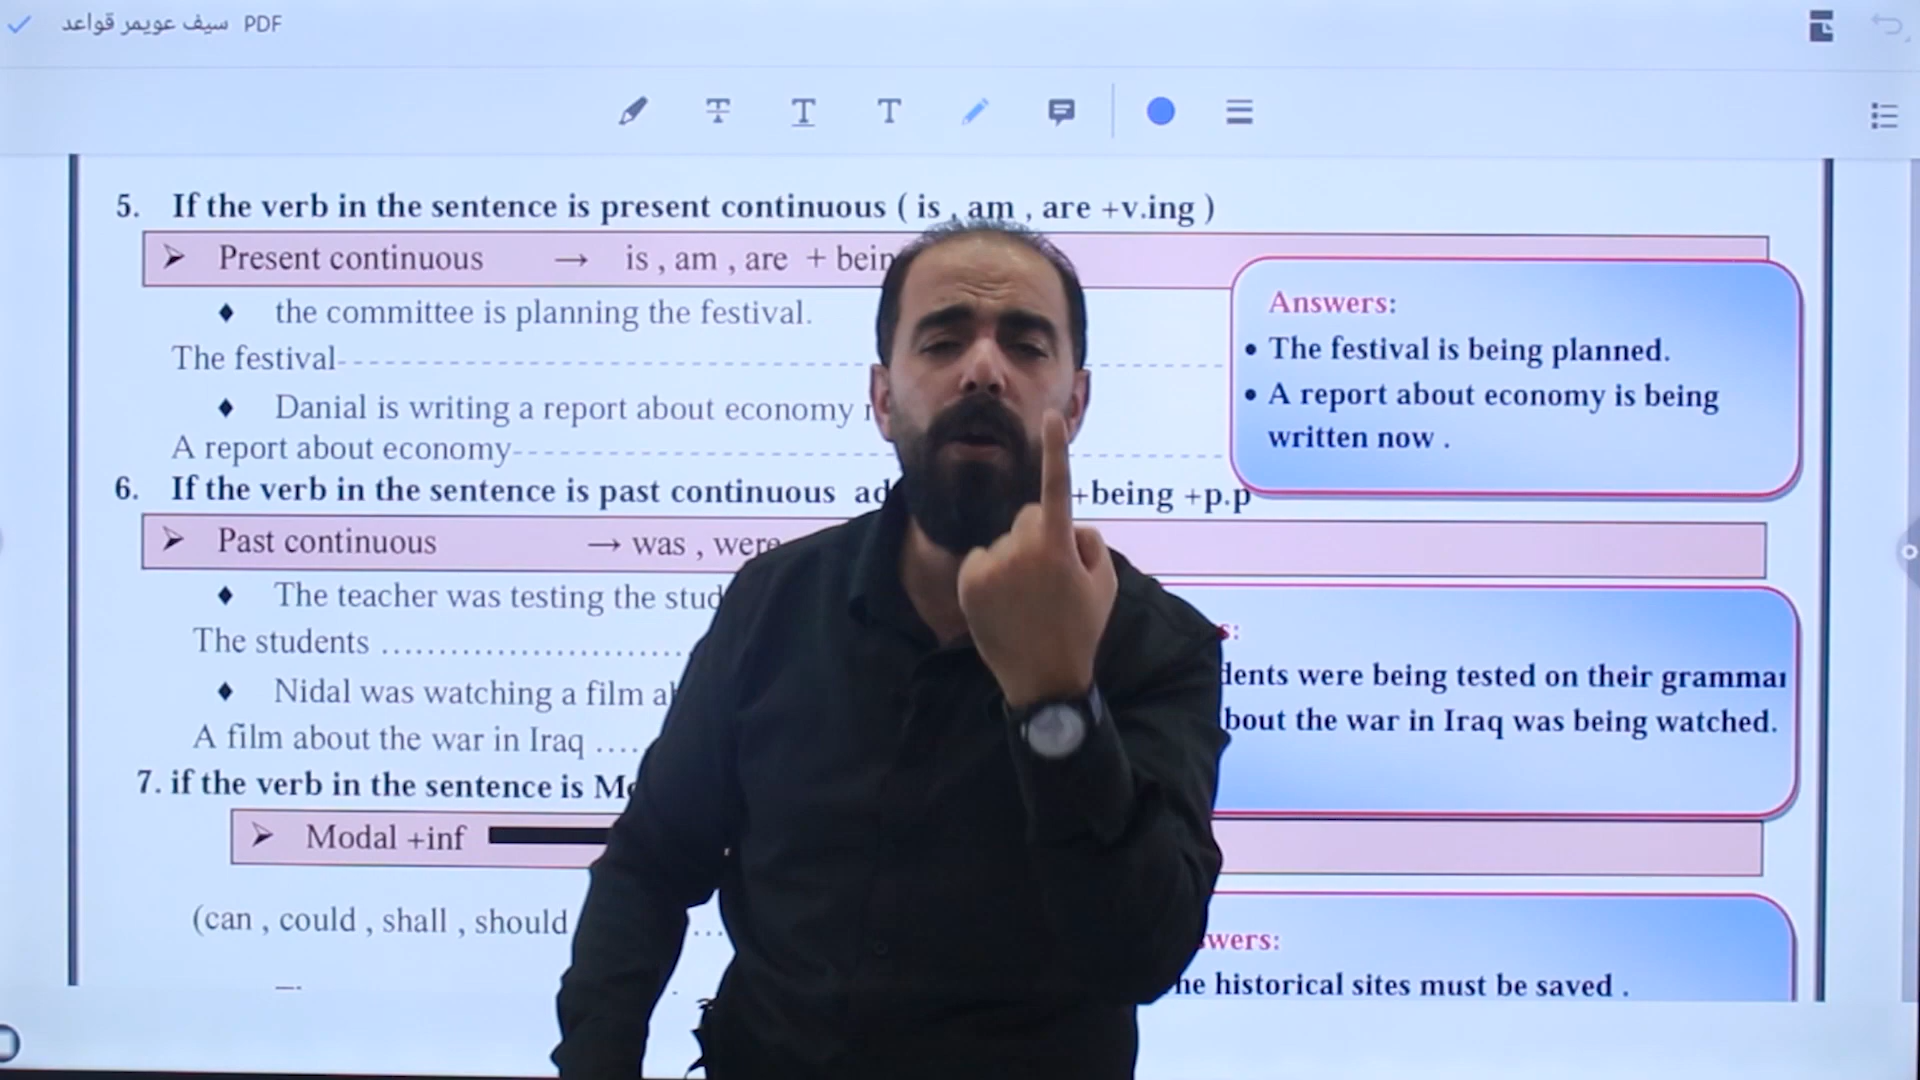 سيف عويمر قواعد PDF
5. If the verb in the sentence is present continuous ( is , am , are +v.ing )
➢ Present continuous → is , am , are + bein
♦ the committee is planning the festival.
The festival
♦ Danial is writing a report about economy
A report about economy
Answers:
• The festival is being planned.
• A report about economy is being
written now .
6. If the verb in the sentence is past continuous ad +being +p.p
➢ Past continuous → was , were
♦ The teacher was testing the stud
The students
♦ Nidal was watching a film a
A film about the war in Iraq
s:
dents were being tested on their grammar
bout the war in Iraq was being watched.
7. if the verb in the sentence is Mo
➢ Modal +inf
(can , could , shall , should
wers:
he historical sites must be saved .